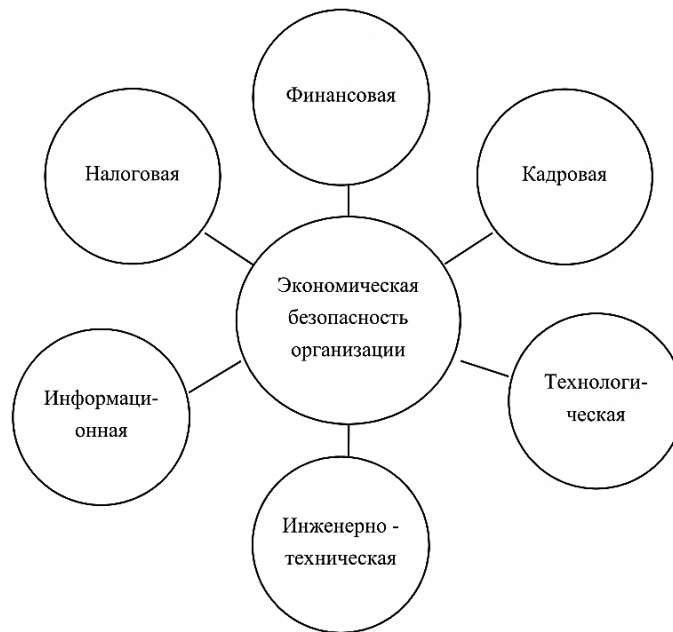 Финансовая
Налоговая
Кадровая
Экономическая
безопасность
организации
Информаци-
онная
Технологи-
ческая
Инженерно -
техническая